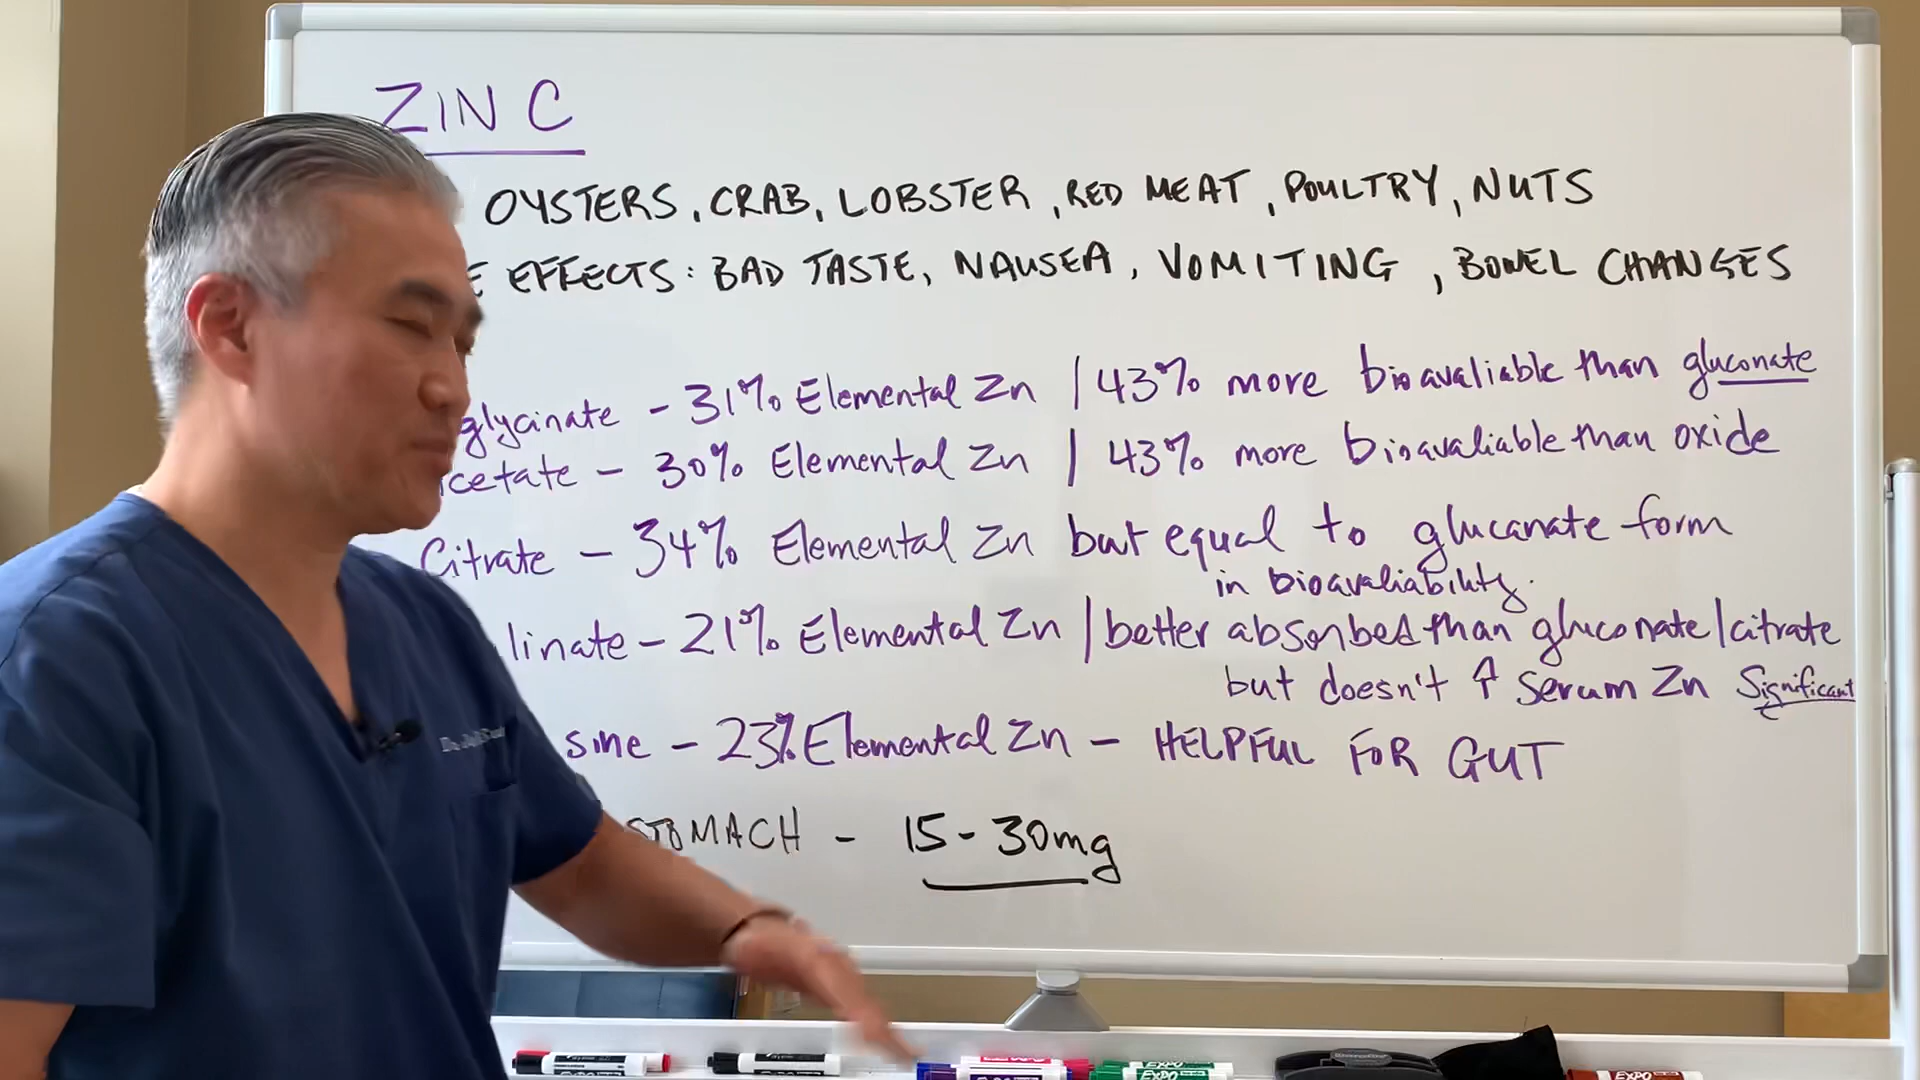 ZINC
OYSTERS, CRAB, LOBSTER, RED MEAT, POULTRY, NUTS
E EFFECTS: BAD TASTE, NAUSEA, VOMITING, BOWEL CHANGES
glycinate - 31% Elemental Zn | 43% more bioavaliable than gluconate
cetate - 30% Elemental Zn | 43% more bioavaliable than oxide
Citrate - 34% Elemental Zn but equal to glucanate form
in bioavaliability.
linate - 21% Elemental Zn | better absorbed than gluconate/citrate
but doesn't ↑ Serum Zn Significant
sine - 23% Elemental Zn - HELPFUL FOR GUT
STOMACH - 15-30mg
EXPO
EXPO
EXPO